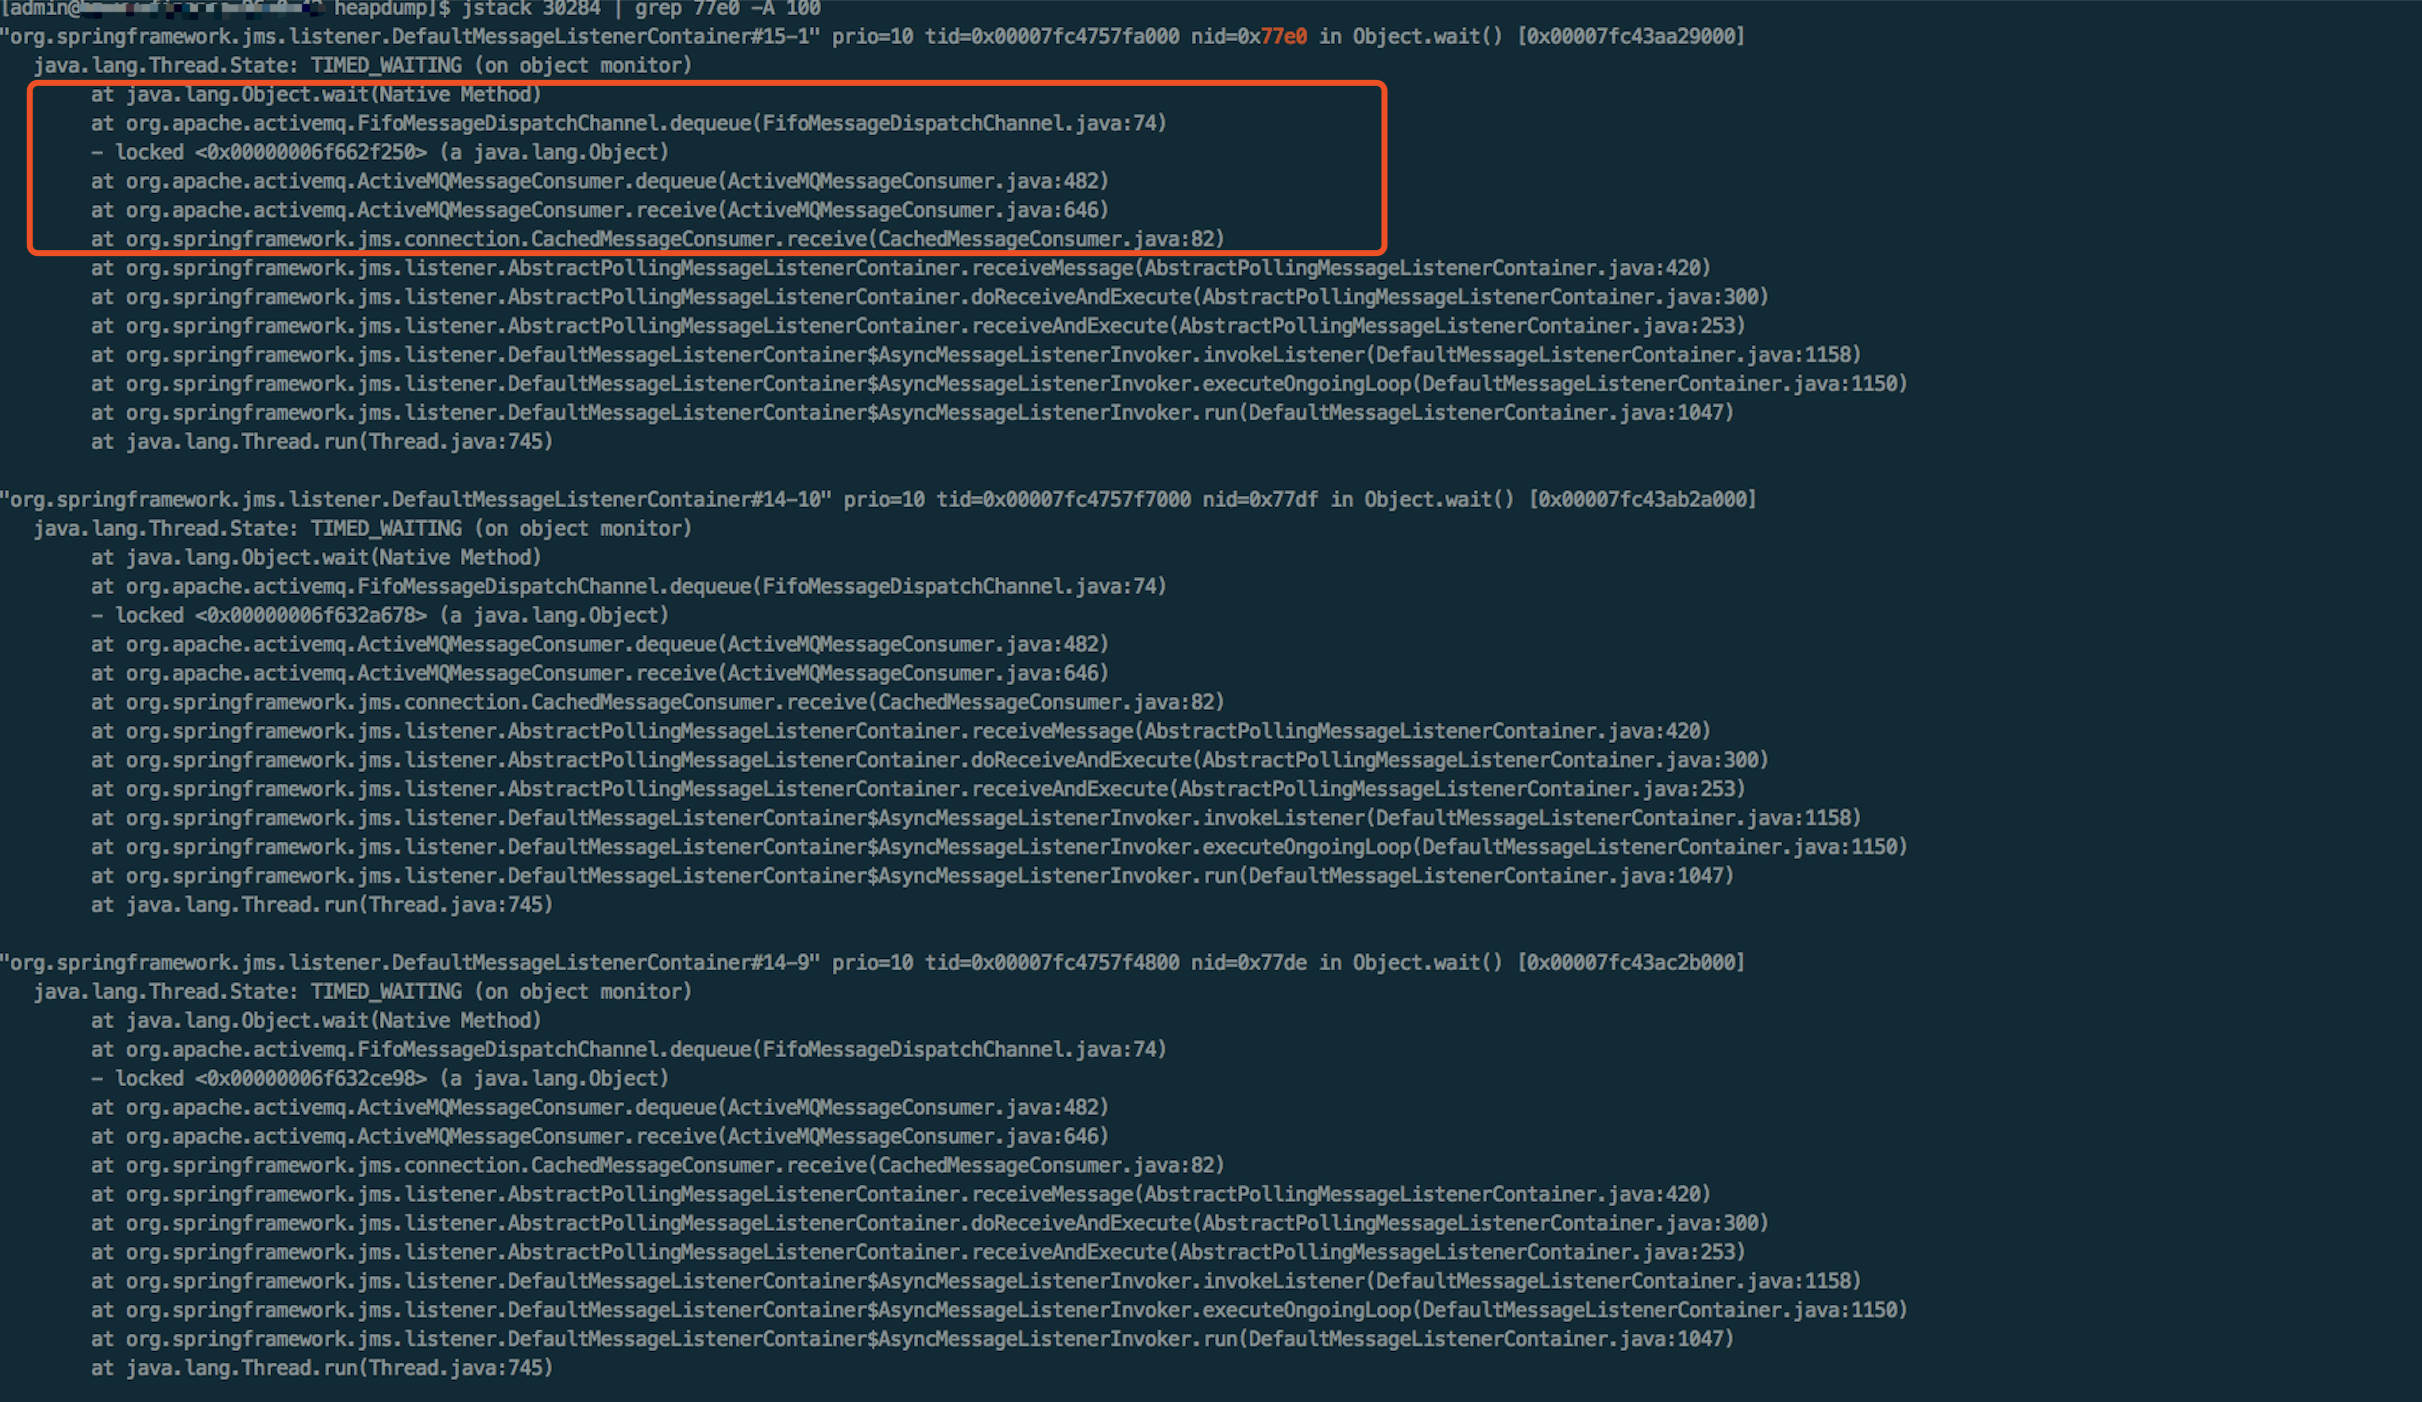 [admin@ heapdump]$ jstack 30284 | grep 77e0 -A 100
"org.springframework.jms.listener.DefaultMessageListenerContainer#15-1" prio=10 tid=0x00007fc4757fa000 nid=0x77e0 in Object.wait() [0x00007fc43aa29000]
java.lang.Thread.State: TIMED_WAITING (on object monitor)
at java.lang.Object.wait(Native Method)
at org.apache.activemq.FifoMessageDispatchChannel.dequeue(FifoMessageDispatchChannel.java:74)
- locked <0x00000006f662f250> (a java.lang.Object)
at org.apache.activemq.ActiveMQMessageConsumer.dequeue(ActiveMQMessageConsumer.java:482)
at org.apache.activemq.ActiveMQMessageConsumer.receive(ActiveMQMessageConsumer.java:646)
at org.springframework.jms.connection.CachedMessageConsumer.receive(CachedMessageConsumer.java:82)
at org.springframework.jms.listener.AbstractPollingMessageListenerContainer.receiveMessage(AbstractPollingMessageListenerContainer.java:420)
at org.springframework.jms.listener.AbstractPollingMessageListenerContainer.doReceiveAndExecute(AbstractPollingMessageListenerContainer.java:300)
at org.springframework.jms.listener.AbstractPollingMessageListenerContainer.receiveAndExecute(AbstractPollingMessageListenerContainer.java:253)
at org.springframework.jms.listener.DefaultMessageListenerContainer$AsyncMessageListenerInvoker.invokeListener(DefaultMessageListenerContainer.java:1158)
at org.springframework.jms.listener.DefaultMessageListenerContainer$AsyncMessageListenerInvoker.executeOngoingLoop(DefaultMessageListenerContainer.java:1150)
at org.springframework.jms.listener.DefaultMessageListenerContainer$AsyncMessageListenerInvoker.run(DefaultMessageListenerContainer.java:1047)
at java.lang.Thread.run(Thread.java:745)
"org.springframework.jms.listener.DefaultMessageListenerContainer#14-10" prio=10 tid=0x00007fc4757f7000 nid=0x77df in Object.wait() [0x00007fc43ab2a000]
java.lang.Thread.State: TIMED_WAITING (on object monitor)
at java.lang.Object.wait(Native Method)
at org.apache.activemq.FifoMessageDispatchChannel.dequeue(FifoMessageDispatchChannel.java:74)
- locked <0x00000006f632a678> (a java.lang.Object)
at org.apache.activemq.ActiveMQMessageConsumer.dequeue(ActiveMQMessageConsumer.java:482)
at org.apache.activemq.ActiveMQMessageConsumer.receive(ActiveMQMessageConsumer.java:646)
at org.springframework.jms.connection.CachedMessageConsumer.receive(CachedMessageConsumer.java:82)
at org.springframework.jms.listener.AbstractPollingMessageListenerContainer.receiveMessage(AbstractPollingMessageListenerContainer.java:420)
at org.springframework.jms.listener.AbstractPollingMessageListenerContainer.doReceiveAndExecute(AbstractPollingMessageListenerContainer.java:300)
at org.springframework.jms.listener.AbstractPollingMessageListenerContainer.receiveAndExecute(AbstractPollingMessageListenerContainer.java:253)
at org.springframework.jms.listener.DefaultMessageListenerContainer$AsyncMessageListenerInvoker.invokeListener(DefaultMessageListenerContainer.java:1158)
at org.springframework.jms.listener.DefaultMessageListenerContainer$AsyncMessageListenerInvoker.executeOngoingLoop(DefaultMessageListenerContainer.java:1150)
at org.springframework.jms.listener.DefaultMessageListenerContainer$AsyncMessageListenerInvoker.run(DefaultMessageListenerContainer.java:1047)
at java.lang.Thread.run(Thread.java:745)
"org.springframework.jms.listener.DefaultMessageListenerContainer#14-9" prio=10 tid=0x00007fc4757f4800 nid=0x77de in Object.wait() [0x00007fc43ac2b000]
java.lang.Thread.State: TIMED_WAITING (on object monitor)
at java.lang.Object.wait(Native Method)
at org.apache.activemq.FifoMessageDispatchChannel.dequeue(FifoMessageDispatchChannel.java:74)
- locked <0x00000006f632ce98> (a java.lang.Object)
at org.apache.activemq.ActiveMQMessageConsumer.dequeue(ActiveMQMessageConsumer.java:482)
at org.apache.activemq.ActiveMQMessageConsumer.receive(ActiveMQMessageConsumer.java:646)
at org.springframework.jms.connection.CachedMessageConsumer.receive(CachedMessageConsumer.java:82)
at org.springframework.jms.listener.AbstractPollingMessageListenerContainer.receiveMessage(AbstractPollingMessageListenerContainer.java:420)
at org.springframework.jms.listener.AbstractPollingMessageListenerContainer.doReceiveAndExecute(AbstractPollingMessageListenerContainer.java:300)
at org.springframework.jms.listener.AbstractPollingMessageListenerContainer.receiveAndExecute(AbstractPollingMessageListenerContainer.java:253)
at org.springframework.jms.listener.DefaultMessageListenerContainer$AsyncMessageListenerInvoker.invokeListener(DefaultMessageListenerContainer.java:1158)
at org.springframework.jms.listener.DefaultMessageListenerContainer$AsyncMessageListenerInvoker.executeOngoingLoop(DefaultMessageListenerContainer.java:1150)
at org.springframework.jms.listener.DefaultMessageListenerContainer$AsyncMessageListenerInvoker.run(DefaultMessageListenerContainer.java:1047)
at java.lang.Thread.run(Thread.java:745)